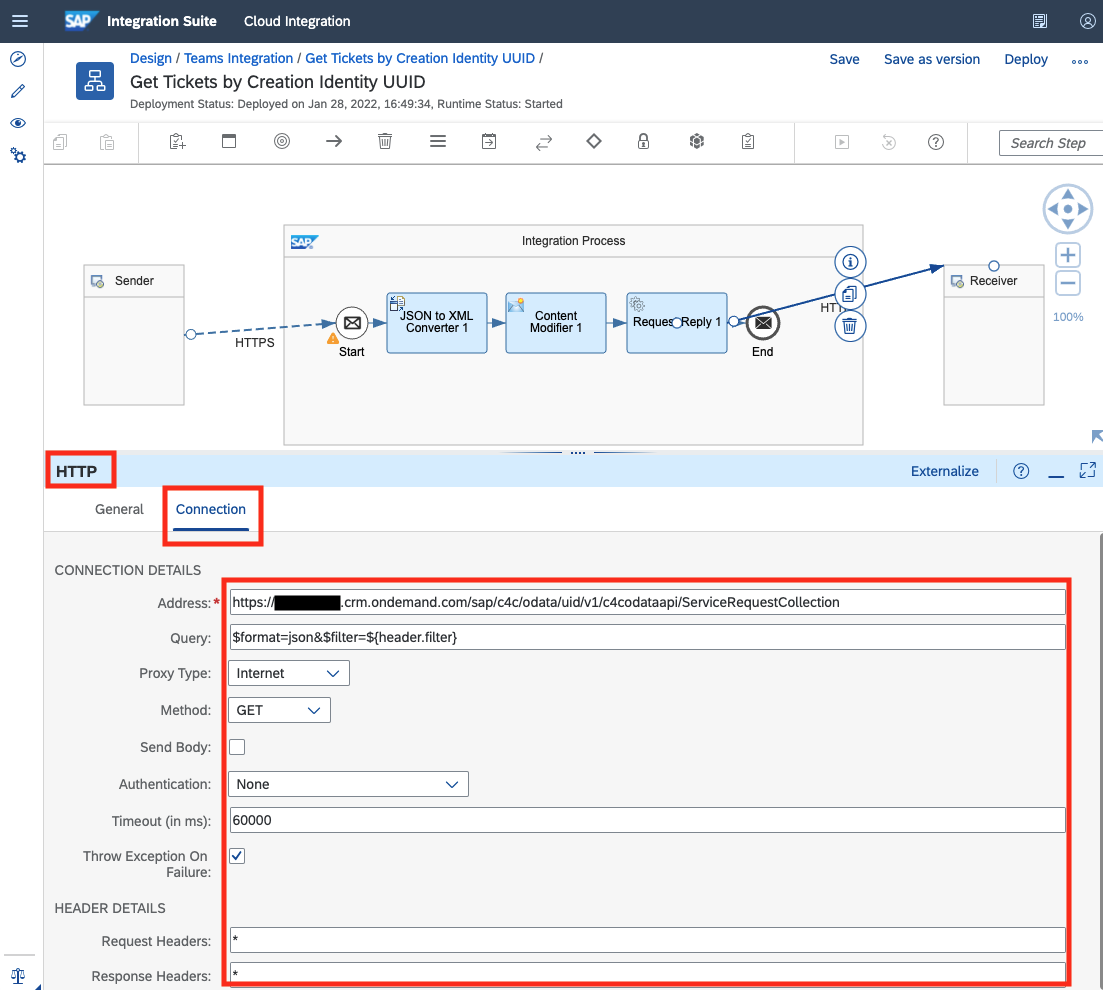 SAP Integration Suite Cloud Integration
Design / Teams Integration / Get Tickets by Creation Identity UUID /
Get Tickets by Creation Identity UUID
Deployment Status: Deployed on Jan 28, 2022, 16:49:34, Runtime Status: Started
Save Save as version Deploy
Search Step
SAP Integration Process
Sender
HTTPS
Start
JSON to XML
Converter 1
Content
Modifier 1
Reques Reply 1
End
HT
Receiver
100%
HTTP
Externalize
General Connection
CONNECTION DETAILS
Address:* https:// .crm.ondemand.com/sap/c4c/odata/uid/v1/c4codataapi/ServiceRequestCollection
Query: $format=json&$filter=${header.filter}
Proxy Type: Internet
Method: GET
Send Body:
Authentication: None
Timeout (in ms): 60000
Throw Exception On
Failure:
HEADER DETAILS
Request Headers: *
Response Headers: *